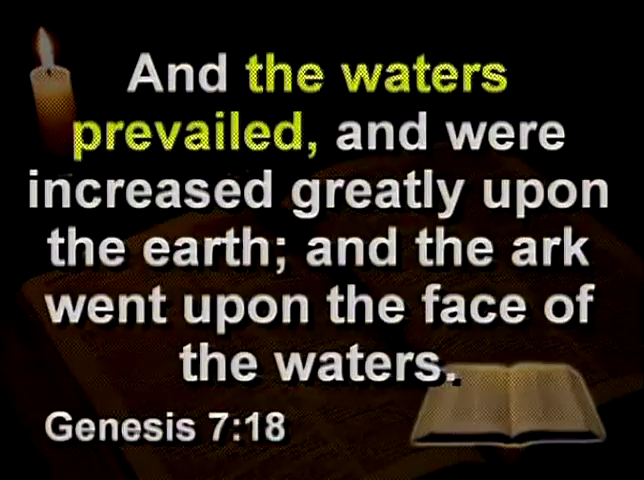 And the waters
prevailed, and were
increased greatly upon
the earth; and the ark
went upon the face of
the waters.
Genesis 7:18